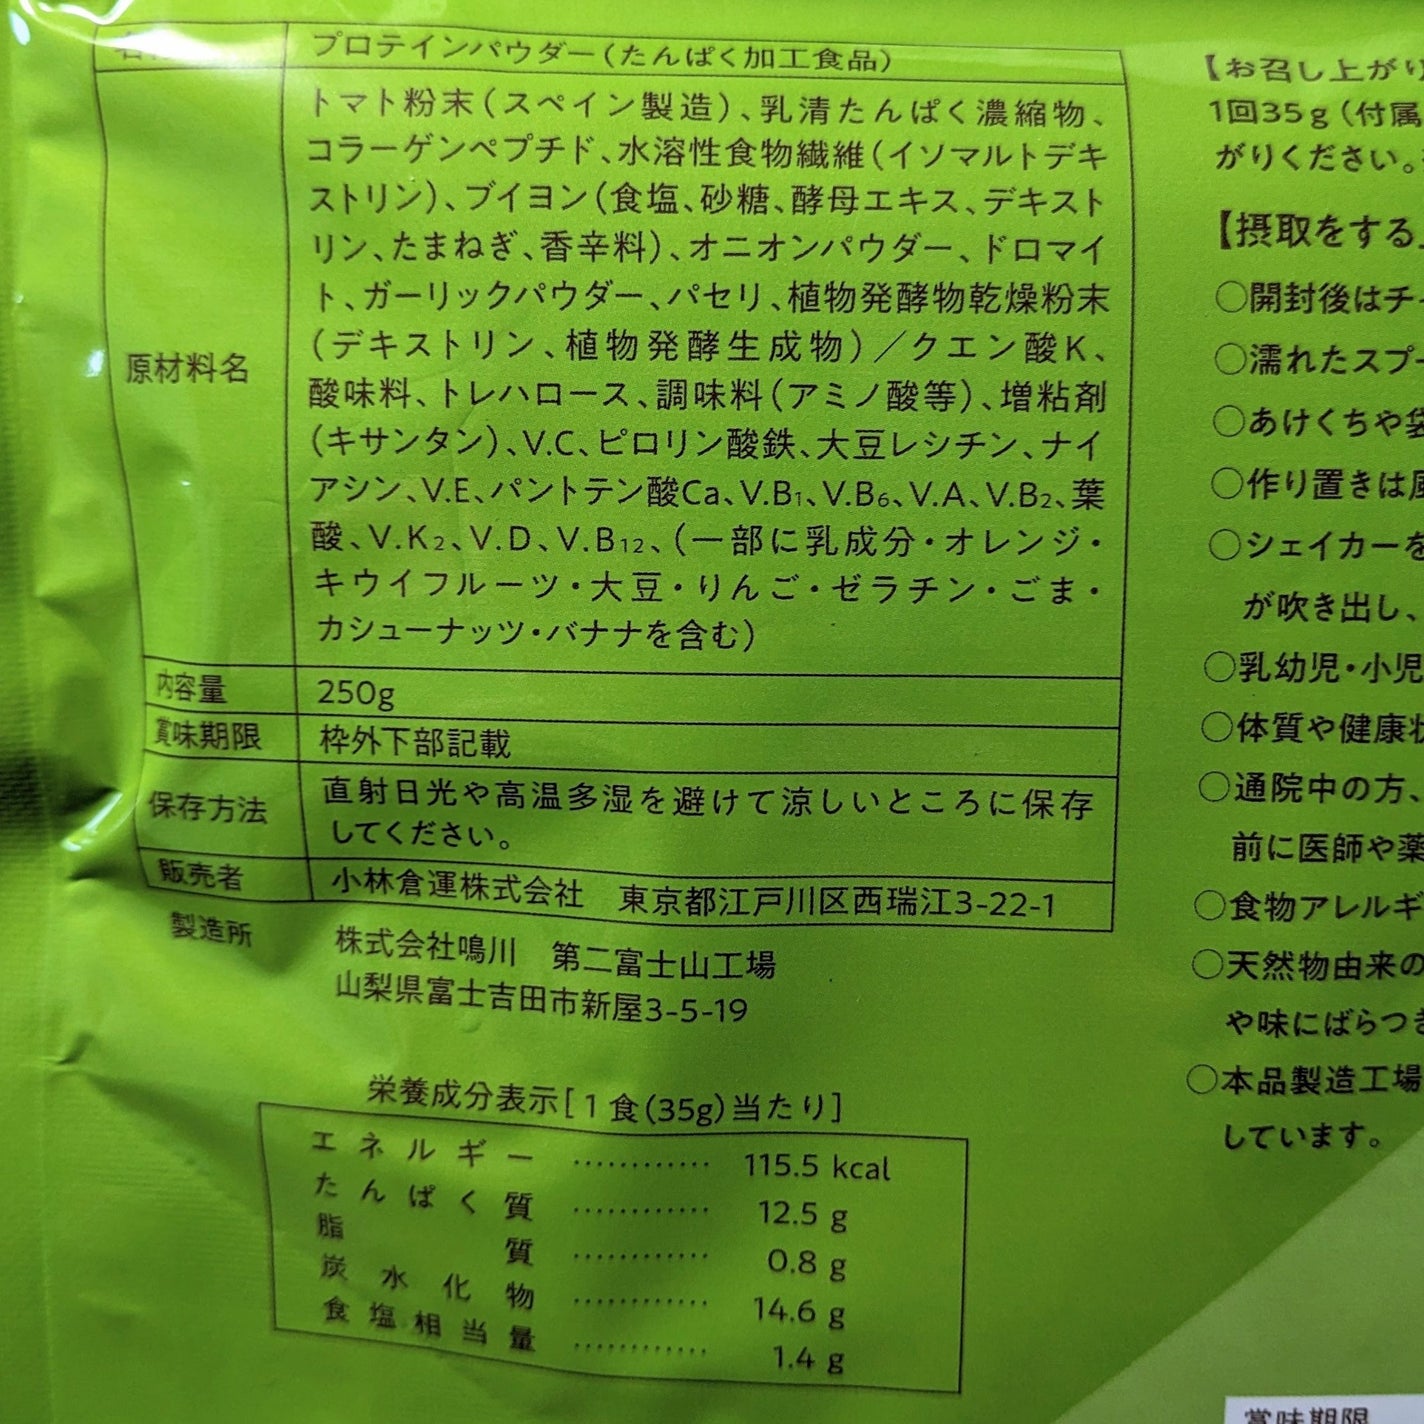 プロテインパウダー(たんぱく加工食品)
原材料名
トマト粉末(スペイン製造)、乳清たんぱく濃縮物、
コラーゲンペプチド、水溶性食物繊維(イソマルトデキ
ストリン)、ブイヨン(食塩、砂糖、酵母エキス、デキスト
リン、たまねぎ、香辛料)、オニオンパウダー、ドロマイ
ト、ガーリックパウダー、パセリ、植物発酵物乾燥粉末
(デキストリン、植物発酵生成物)/クエン酸K、
酸味料、トレハロース、調味料(アミノ酸等)、増粘剤
(キサンタン)、V.C、ピロリン酸鉄、大豆レシチン、ナイ
アシン、V.E、パントテン酸Ca、V.B₁、V.B₆、V.A、V.B₂、葉
酸、V.K₂、V.D、V.B₁₂、(一部に乳成分・オレンジ・
キウイフルーツ・大豆・りんご・ゼラチン・ごま・
カシューナッツ・バナナを含む)
内容量 250g
賞味期限 枠外下部記載
保存方法 直射日光や高温多湿を避けて涼しいところに保存
してください。
販売者 小林倉運株式会社 東京都江戸川区西瑞江3-22-1
製造所 株式会社鳴川 第二富士山工場
山梨県富士吉田市新屋3-5-19
栄養成分表示[1食(35g)当たり]
エネルギー ………… 115.5 kcal
たんぱく質 ………… 12.5 g
脂質 ………… 0.8 g
炭水化物 ………… 14.6 g
食塩相当量 ………… 1.4 g
【お召し上がり
1回35g(付属
がりください。
【摂取をする
○開封後はチ
○濡れたスプ
○あけくちや袋
○作り置きは
○シェイカーを
が吹き出し、
○乳幼児・小児
○体質や健康状
○通院中の方、
前に医師や薬
○食物アレルギ
○天然物由来の
や味にばらつき
○本品製造工場
しています。
賞味期限